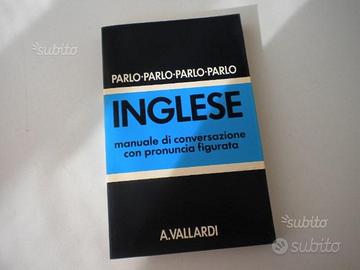 subito
PARLO-PARLO-PARLO-PARLO
INGLESE
manuale di conversazione
con pronuncia figurata
A.VALLARDI
subito
subito